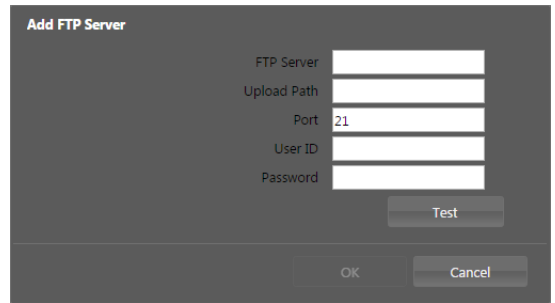 Add FTP Server
FTP Server
Upload Path
Port 21
User ID
Password
Test
OK Cancel